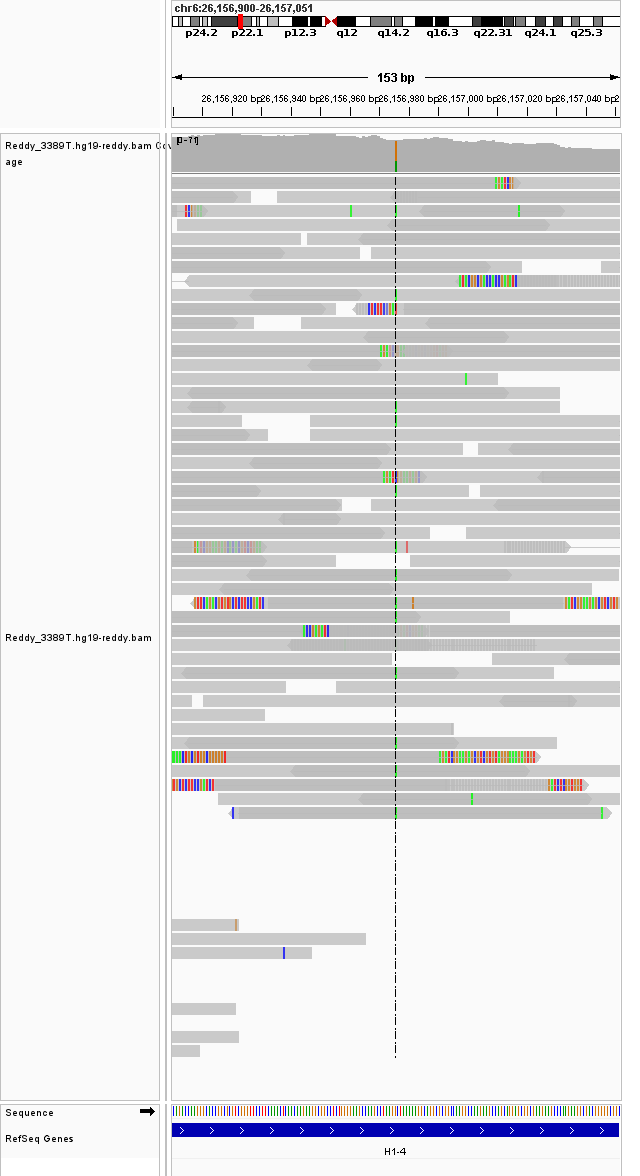 chr6:26,156,900-26,157,051
p24.2 p22.1 p12.3 q12 q14.2 q16.3 q22.31 q24.1 q25.3
153 bp
26,156,920 bp 26,156,940 bp 26,156,960 bp 26,156,980 bp 26,157,000 bp 26,157,020 bp 26,157,040 bp
Reddy_3389T.hg19-reddy.bam Cov
age
[0-71]
Reddy_3389T.hg19-reddy.bam
Sequence
RefSeq Genes
H1-4